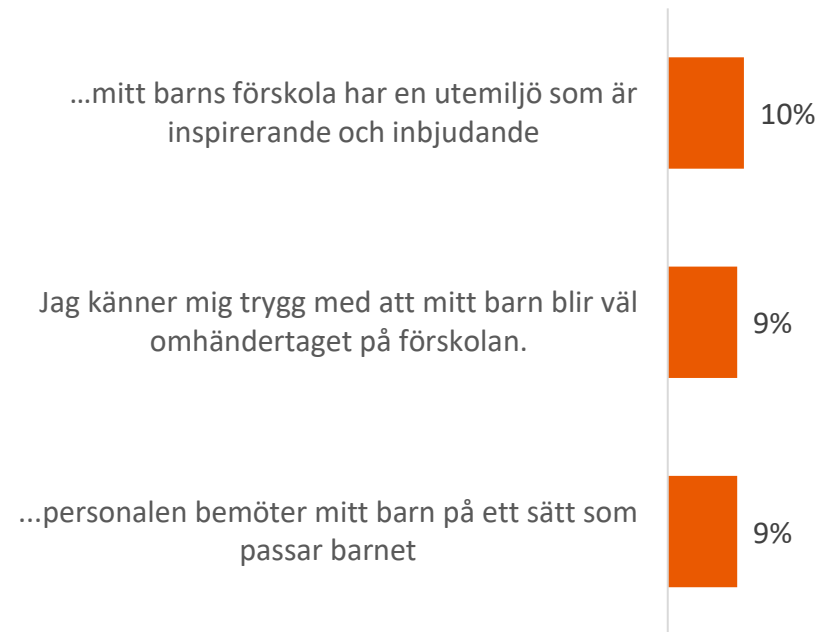 …mitt barns förskola har en utemiljö som är
inspirerande och inbjudande
10%
Jag känner mig trygg med att mitt barn blir väl
omhändertaget på förskolan.
9%
...personalen bemöter mitt barn på ett sätt som
passar barnet
9%